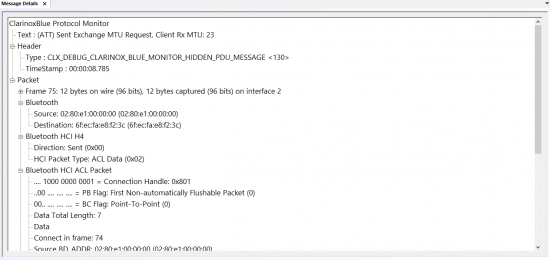 Message Details
ClarinoxBlue Protocol Monitor
Text : (ATT) Sent Exchange MTU Request, Client Rx MTU: 23
Header
Type : CLX_DEBUG_CLARINOX_BLUE_MONITOR_HIDDEN_PDU_MESSAGE <130>
TimeStamp : 00:00:08.785
Packet
Frame 75: 12 bytes on wire (96 bits), 12 bytes captured (96 bits) on interface 2
Bluetooth
Source: 02:80:e1:00:00:00 (02:80:e1:00:00:00)
Destination: 6f:ec:fa:e8:f2:3c (6f:ec:fa:e8:f2:3c)
Bluetooth HCI H4
Direction: Sent (0x00)
HCI Packet Type: ACL Data (0x02)
Bluetooth HCI ACL Packet
.... 1000 0000 0001 = Connection Handle: 0x801
..00 .... .... .... = PB Flag: First Non-automatically Flushable Packet (0)
00.. .... .... .... = BC Flag: Point-To-Point (0)
Data Total Length: 7
Data
Connect in frame: 74
Source BD_ADDR: 02:80:e1:00:00:00 (02:80:e1:00:00:00)